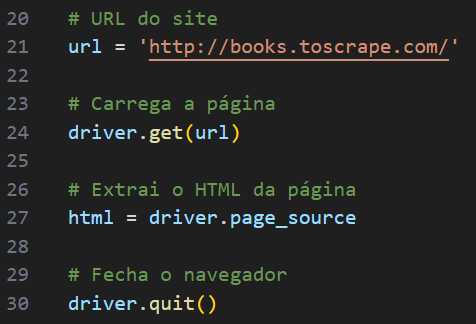 20 # URL do site
21 url = 'http://books.toscrape.com/'
22
23 # Carrega a página
24 driver.get(url)
25
26 # Extrai o HTML da página
27 html = driver.page_source
28
29 # Fecha o navegador
30 driver.quit()